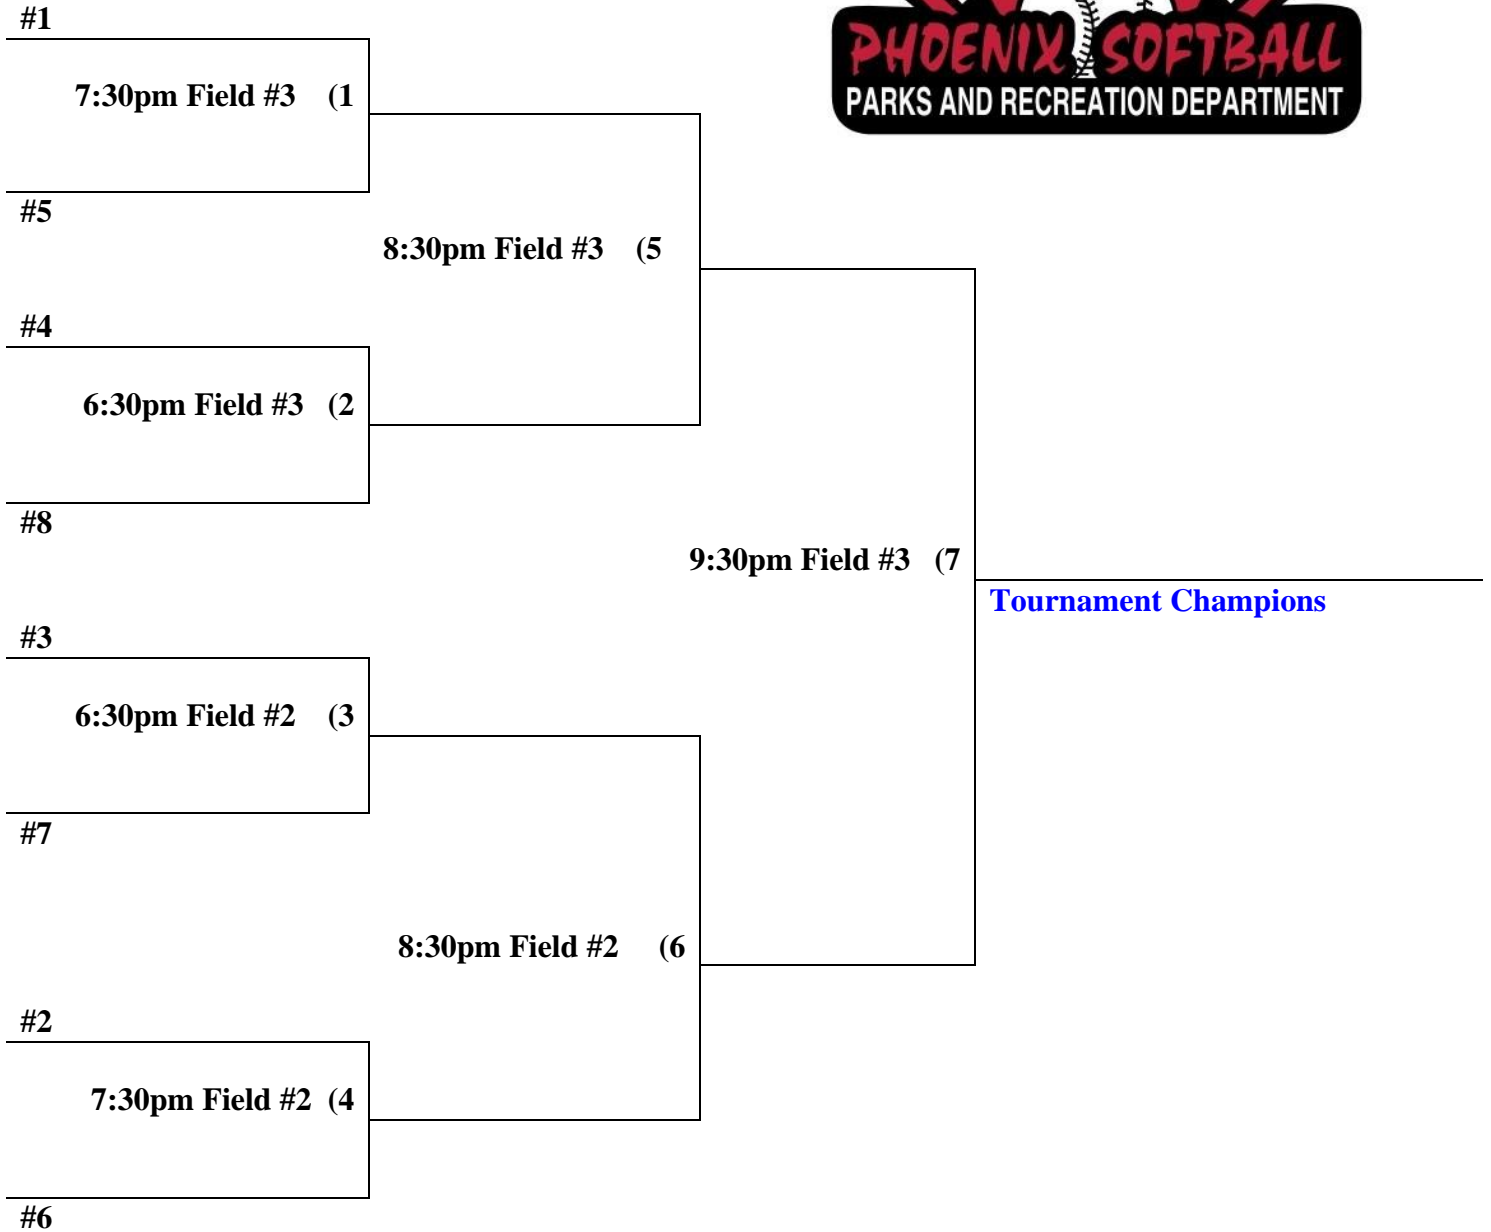 #1
PHOENIX SOFTBALL
PARKS AND RECREATION DEPARTMENT
7:30pm Field #3 (1
#5
8:30pm Field #3 (5
#4
6:30pm Field #3 (2
#8
9:30pm Field #3 (7
Tournament Champions
#3
6:30pm Field #2 (3
#7
8:30pm Field #2 (6
#2
7:30pm Field #2 (4
#6